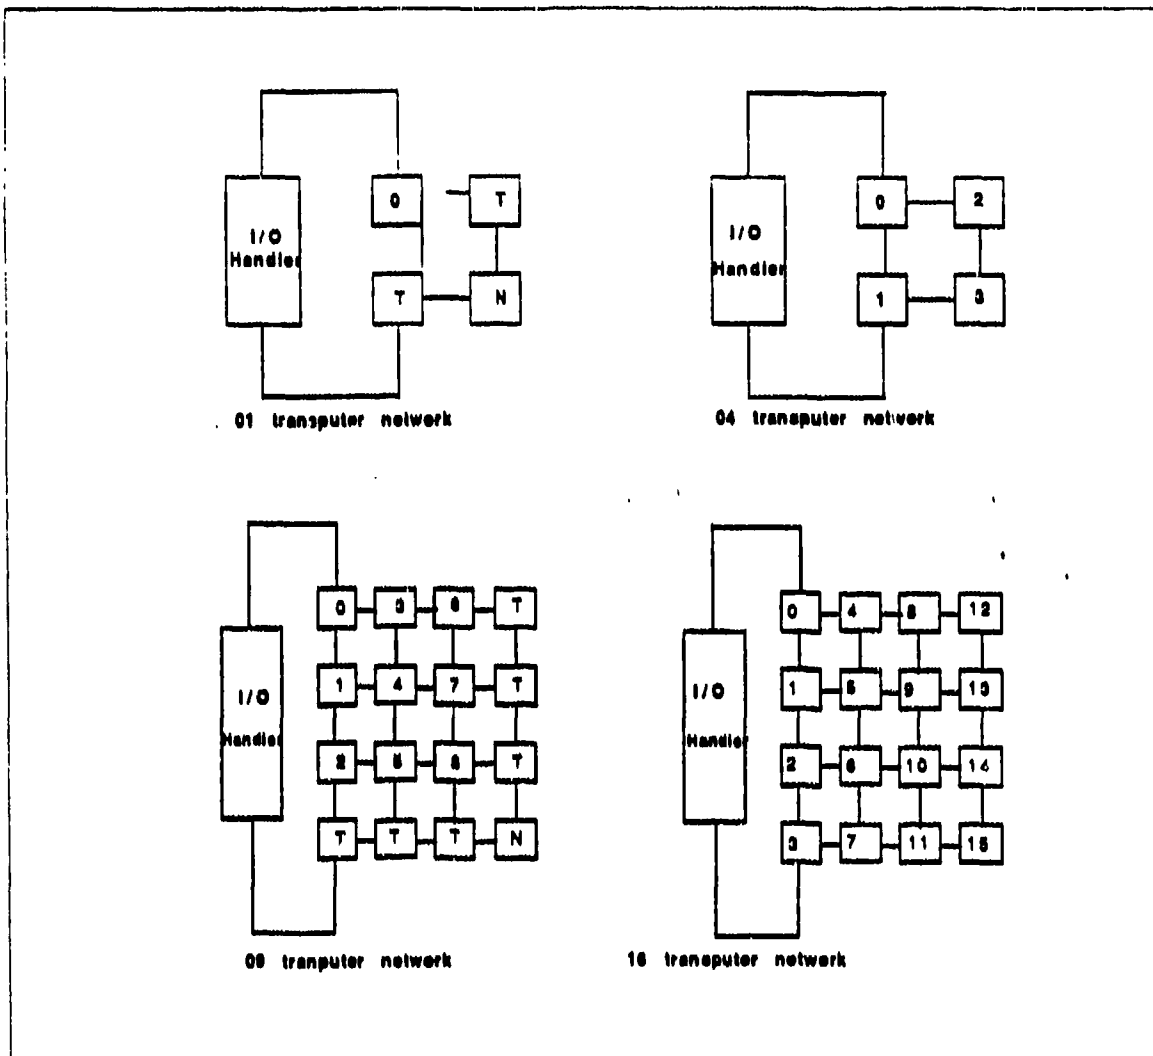 0 T
I/O
Handler
T N
01 transputer network
0 2
I/O
Handler
1 3
04 transputer network
0 3 6 T
1 4 7 T
I/O
Handler
2 5 8 T
T T T N
09 tranputer network
0 4 8 12
1 5 9 13
I/O
Handler
2 6 10 14
3 7 11 15
16 transputer network